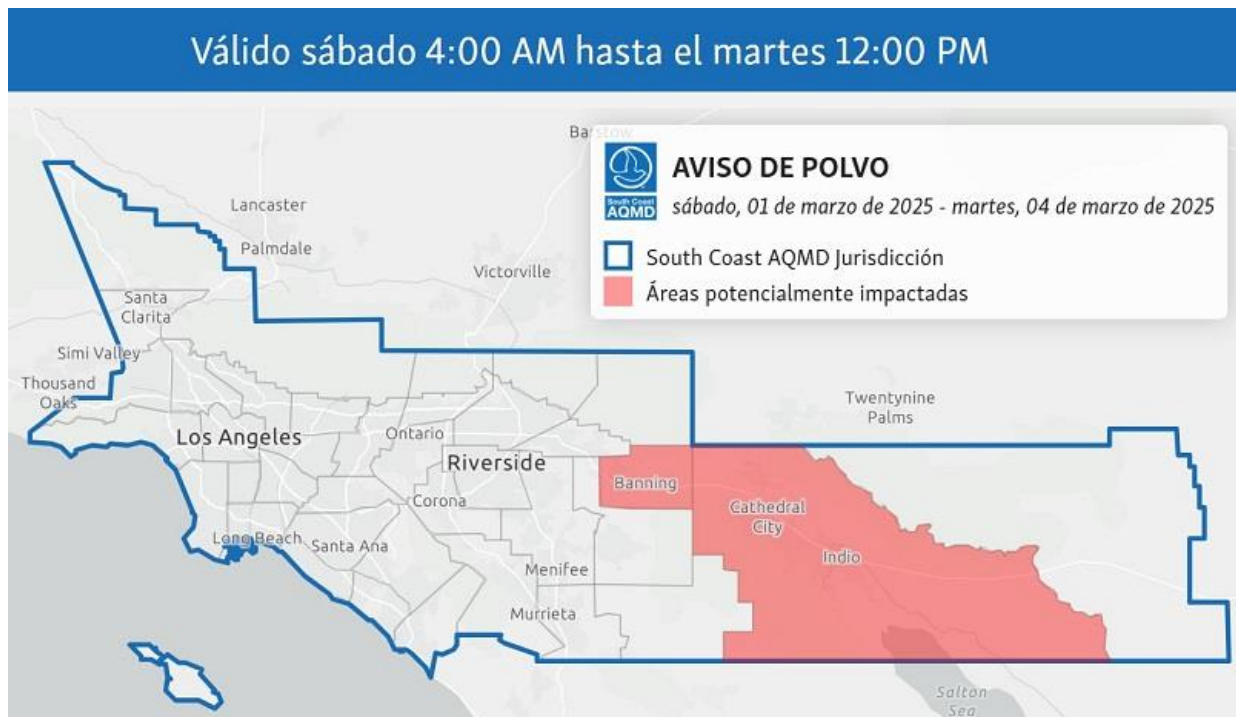 Válido sábado 4:00 AM hasta el martes 12:00 PM
Barstow
AVISO DE POLVO
South Coast
AQMD
sábado, 01 de marzo de 2025 - martes, 04 de marzo de 2025
South Coast AQMD Jurisdicción
Áreas potencialmente impactadas
Lancaster
Palmdale
Victorville
Santa
Clarita
Simi Valley
Thousand
Oaks
Twentynine
Palms
Los Angeles
Ontario
Riverside
Banning
Corona
Cathedral
City
Long Beach
Santa Ana
Indio
Menifee
Murrieta
Salton
Sea